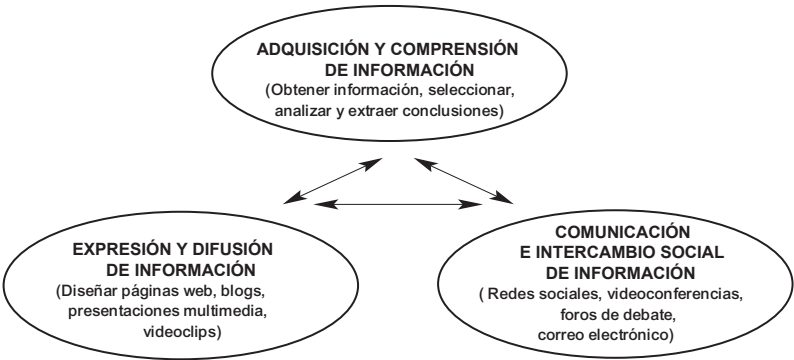 ADQUISICIÓN Y COMPRENSIÓN
DE INFORMACIÓN
(Obtener información, seleccionar,
analizar y extraer conclusiones)
EXPRESIÓN Y DIFUSIÓN
DE INFORMACIÓN
(Diseñar páginas web, blogs,
presentaciones multimedia,
videoclips)
COMUNICACIÓN
E INTERCAMBIO SOCIAL
DE INFORMACIÓN
( Redes sociales, videoconferencias,
foros de debate,
correo electrónico)